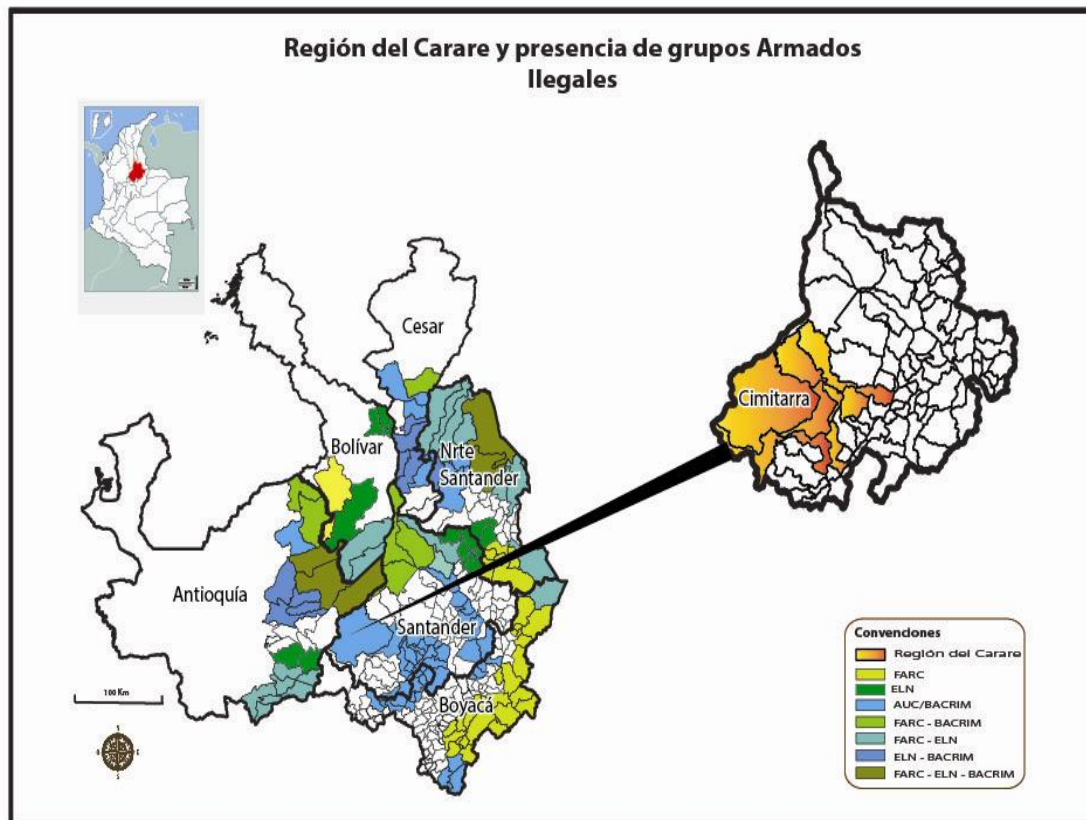 Región del Carare y presencia de grupos Armados
Ilegales
Cesar
Bolívar
Nrte
Santander
Antioquía
Santander
Boyacá
Cimitarra
100 Km
Convenciones
Región del Carare
FARC
ELN
AUC/BACRIM
FARC - BACRIM
FARC - ELN
ELN - BACRIM
FARC - ELN - BACRIM